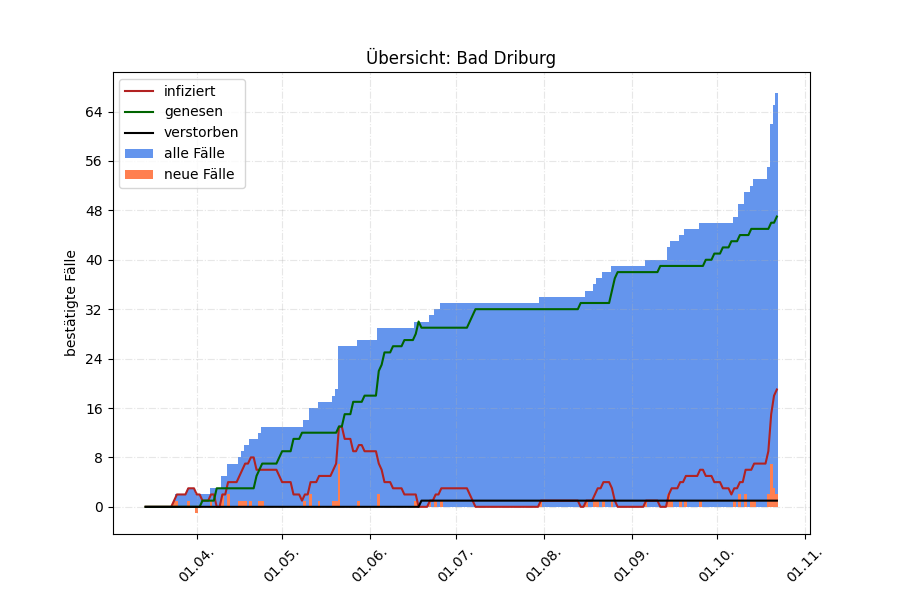 Übersicht: Bad Driburg
infiziert
genesen
verstorben
alle Fälle
neue Fälle
bestätigte Fälle
64
56
48
40
32
24
16
8
0
01.04.
01.05.
01.06.
01.07.
01.08.
01.09.
01.10.
01.11.